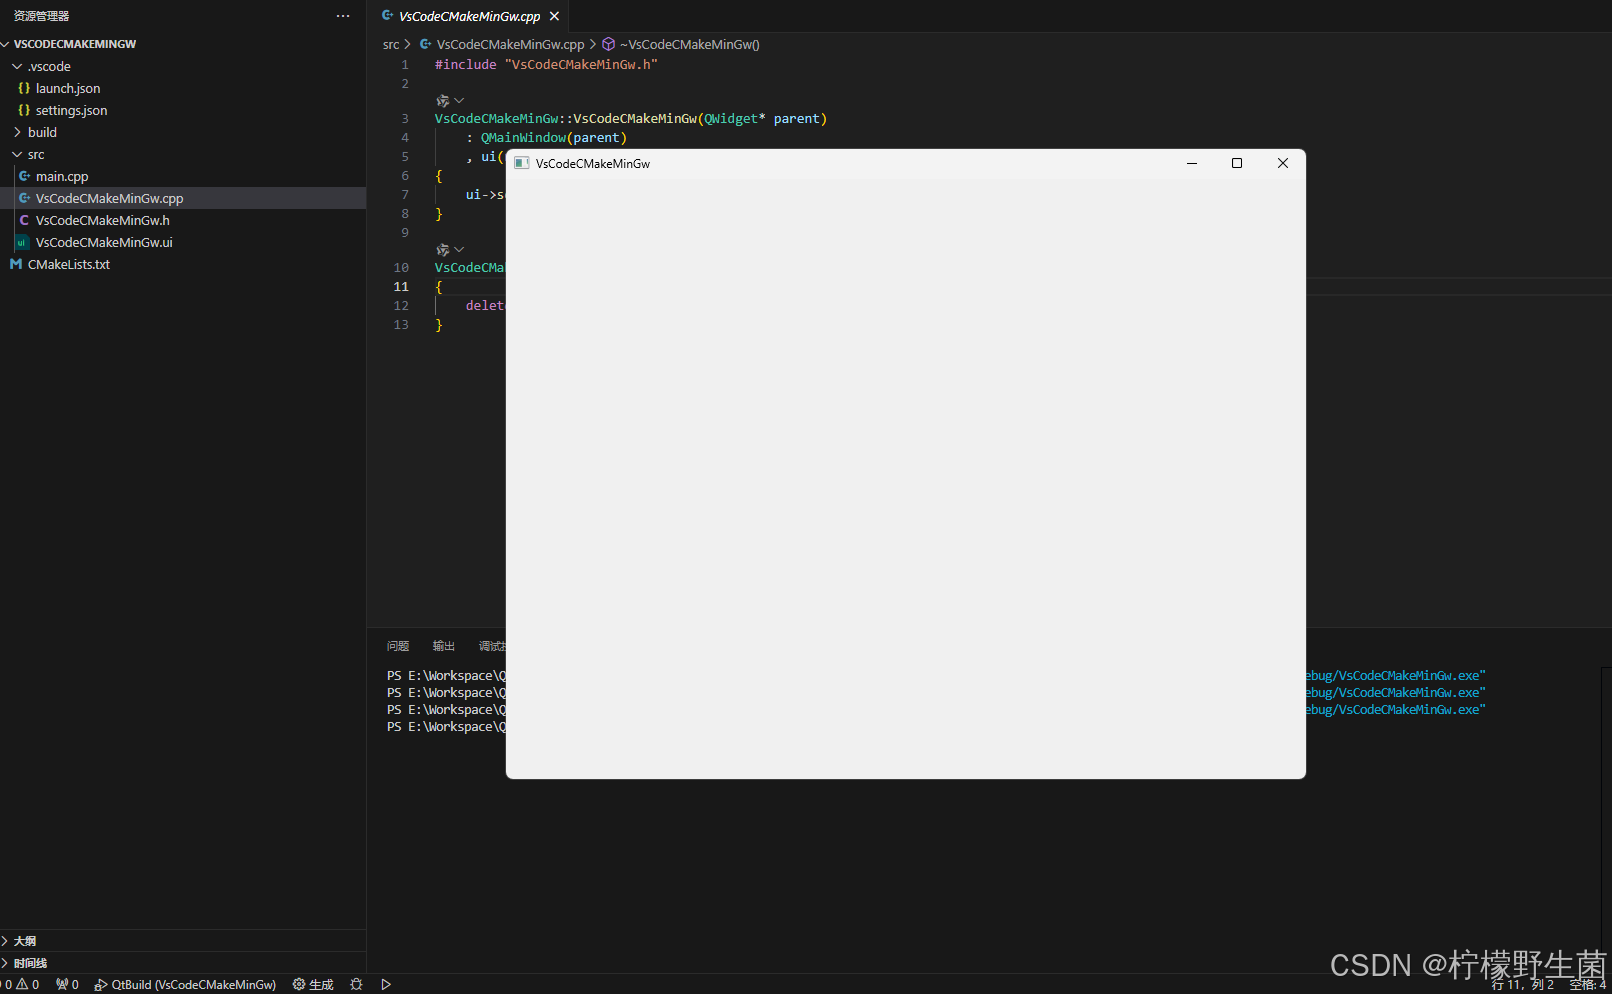 资源管理器
VSCODECMAKEMINGW
.vscode
launch.json
settings.json
build
src
main.cpp
VsCodeCMakeMinGw.cpp
VsCodeCMakeMinGw.h
VsCodeCMakeMinGw.ui
CMakeLists.txt
大纲
时间线
VsCodeCMakeMinGw.cpp
src > VsCodeCMakeMinGw.cpp > ~VsCodeCMakeMinGw()
1 #include "VsCodeCMakeMinGw.h"
2
3 VsCodeCMakeMinGw::VsCodeCMakeMinGw(QWidget* parent)
4 : QMainWindow(parent)
5 , ui(
6 {
7 ui->s
8 }
9
10 VsCodeCMa
11 {
12 delet
13 }
VsCodeCMakeMinGw
问题 输出 调试
PS E:\Workspace\Q ebug/VsCodeCMakeMinGw.exe"
PS E:\Workspace\Q ebug/VsCodeCMakeMinGw.exe"
PS E:\Workspace\Q ebug/VsCodeCMakeMinGw.exe"
PS E:\Workspace\Q
0 0 0 QtBuild (VsCodeCMakeMinGw) 生成 行 11，列 2 空格: 4
CSDN @柠檬野生菌